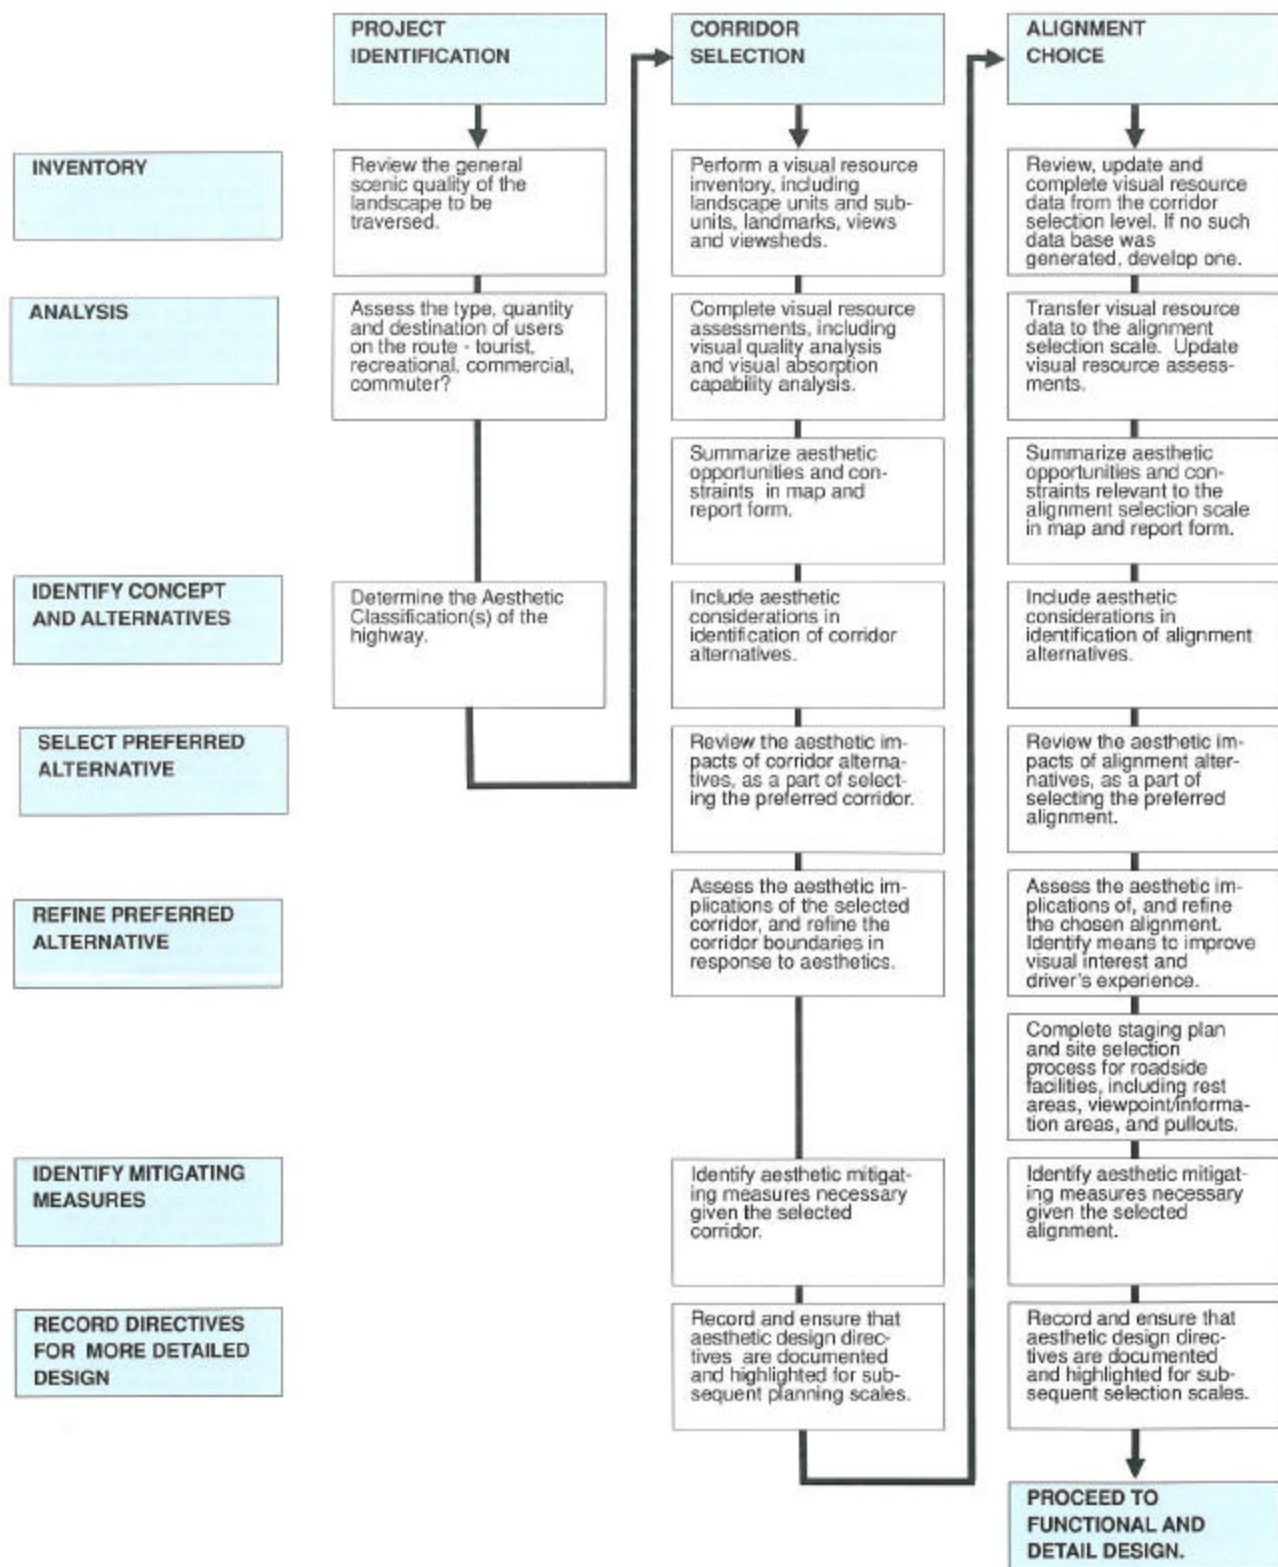 PROJECT
IDENTIFICATION
CORRIDOR
SELECTION
ALIGNMENT
CHOICE
INVENTORY
Review the general
scenic quality of the
landscape to be
traversed.
Perform a visual resource
inventory, including
landscape units and sub-
units, landmarks, views
and viewsheds.
Review, update and
complete visual resource
data from the corridor
selection level. If no such
data base was
generated, develop one.
ANALYSIS
Assess the type, quantity
and destination of users
on the route - tourist,
recreational, commercial,
commuter?
Complete visual resource
assessments, including
visual quality analysis
and visual absorption
capability analysis.
Transfer visual resource
data to the alignment
selection scale. Update
visual resource assess-
ments.
Summarize aesthetic
opportunities and con-
straints in map and
report form.
Summarize aesthetic
opportunities and con-
straints relevant to the
alignment selection scale
in map and report form.
IDENTIFY CONCEPT
AND ALTERNATIVES
Determine the Aesthetic
Classification(s) of the
highway.
Include aesthetic
considerations in
identification of corridor
alternatives.
Include aesthetic
considerations in
identification of alignment
alternatives.
SELECT PREFERRED
ALTERNATIVE
Review the aesthetic im-
pacts of corridor alterna-
tives, as a part of select-
ing the preferred corridor.
Review the aesthetic im-
pacts of alignment alter-
natives, as a part of
selecting the preferred
alignment.
REFINE PREFERRED
ALTERNATIVE
Assess the aesthetic im-
plications of the selected
corridor, and refine the
corridor boundaries in
response to aesthetics.
Assess the aesthetic im-
plications of, and refine
the chosen alignment.
Identify means to improve
visual interest and
driver's experience.
Complete staging plan
and site selection
process for roadside
facilities, including rest
areas, viewpoint/informa-
tion areas, and pullouts.
IDENTIFY MITIGATING
MEASURES
Identify aesthetic mitigat-
ing measures necessary
given the selected
corridor.
Identify aesthetic mitigat-
ing measures necessary
given the selected
alignment.
RECORD DIRECTIVES
FOR MORE DETAILED
DESIGN
Record and ensure that
aesthetic design direc-
tives are documented
and highlighted for sub-
sequent planning scales.
Record and ensure that
aesthetic design direc-
tives are documented
and highlighted for sub-
sequent selection scales.
PROCEED TO
FUNCTIONAL AND
DETAIL DESIGN.